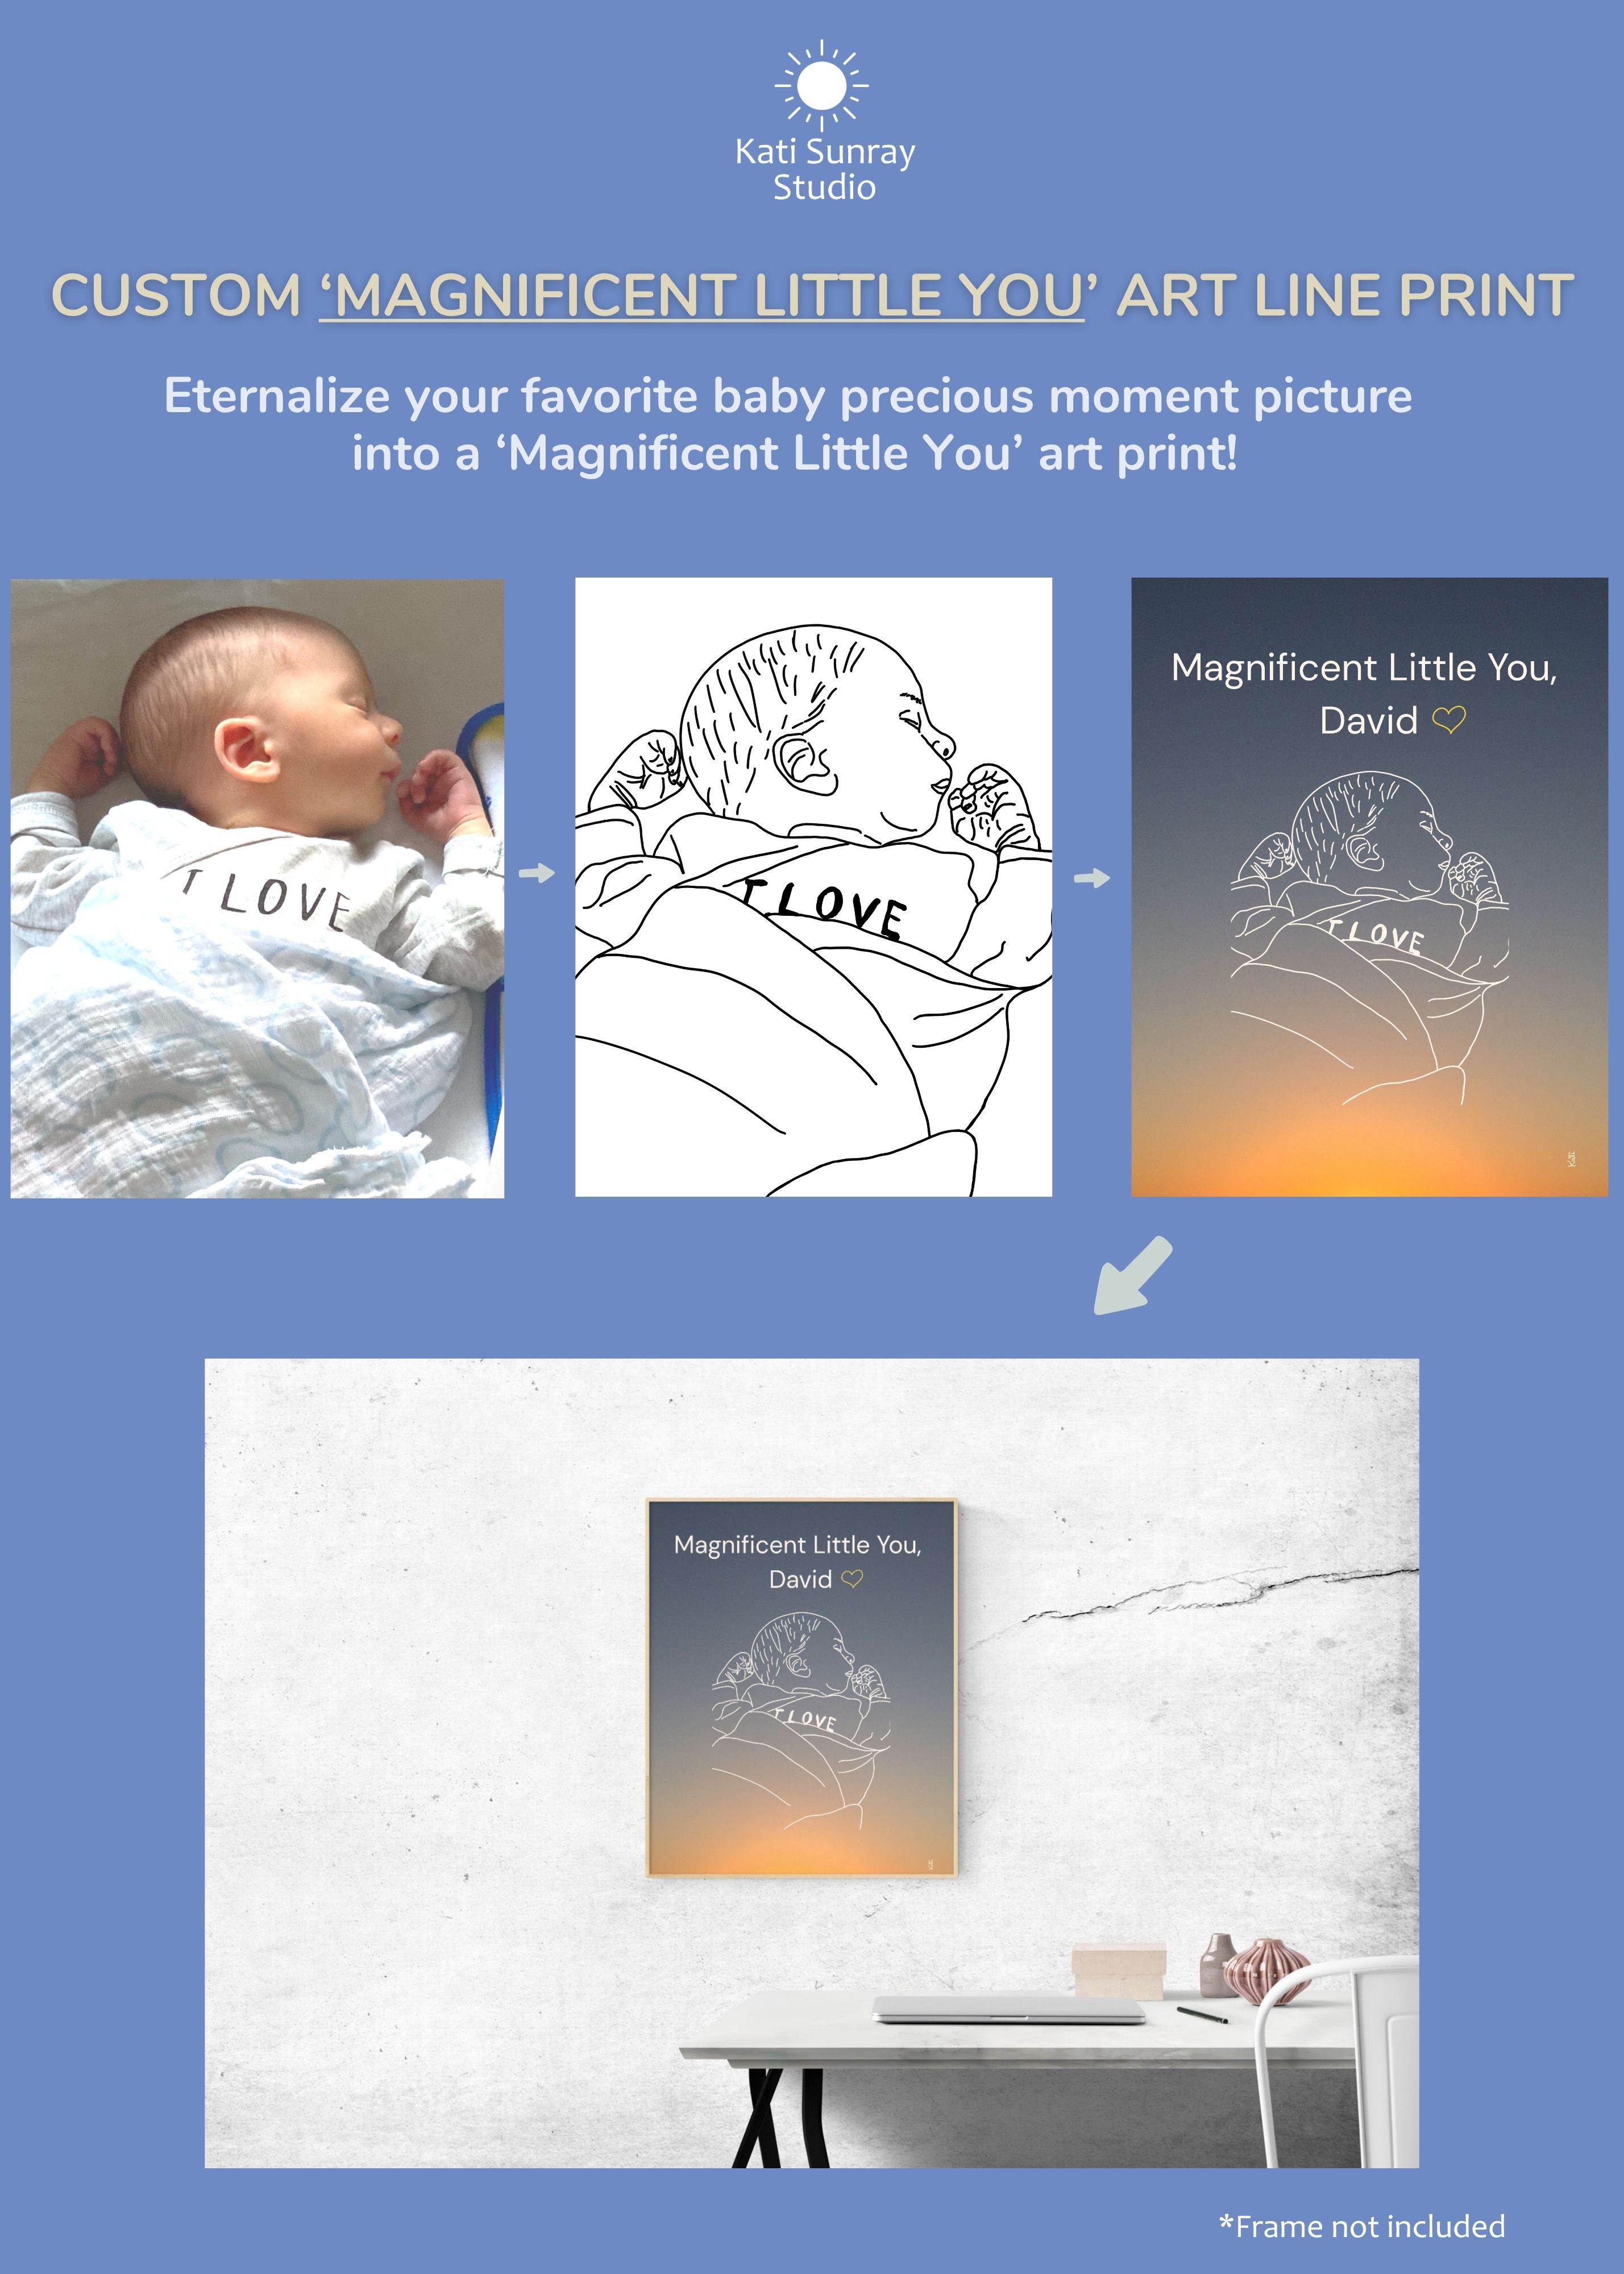 Kati Sunray
Studio
CUSTOM ‘MAGNIFICENT LITTLE YOU’ ART LINE PRINT
Eternalize your favorite baby precious moment picture
into a ‘Magnificent Little You’ art print!
I LOVE
I LOVE
Magnificent Little You,
David
I LOVE
Kati
Magnificent Little You,
David
I LOVE
*Frame not included